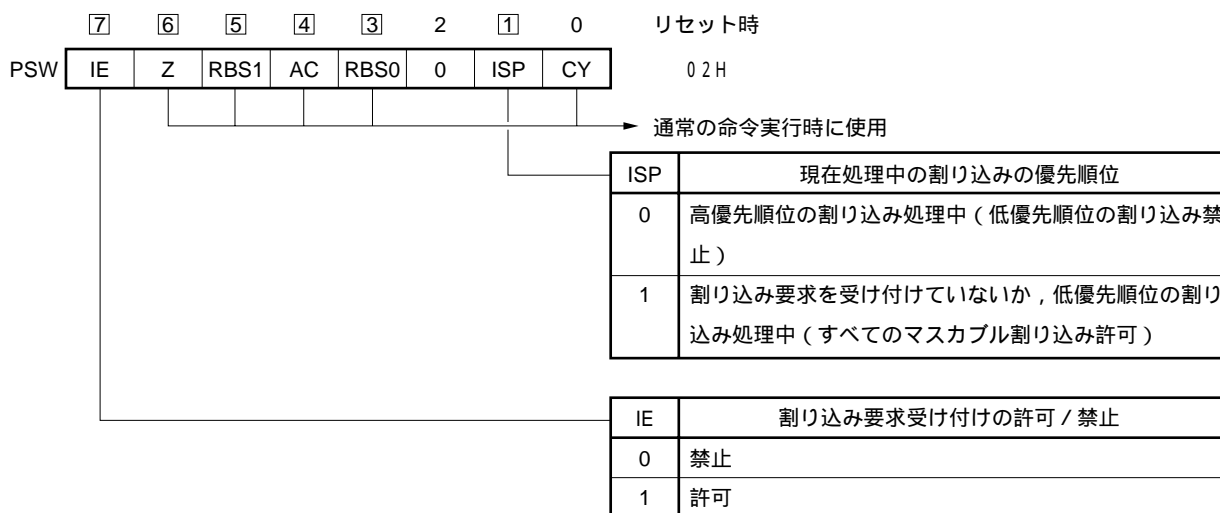 7 6 5 4 3 2 1 0 リセット時
PSW IE Z RBS1 AC RBS0 0 ISP CY 02H
通常の命令実行時に使用
ISP 現在処理中の割り込みの優先順位
0 高優先順位の割り込み処理中(低優先順位の割り込み禁
止)
1 割り込み要求を受け付けていないか,低優先順位の割り
込み処理中(すべてのマスカブル割り込み許可)
IE 割り込み要求受け付けの許可/禁止
0 禁止
1 許可